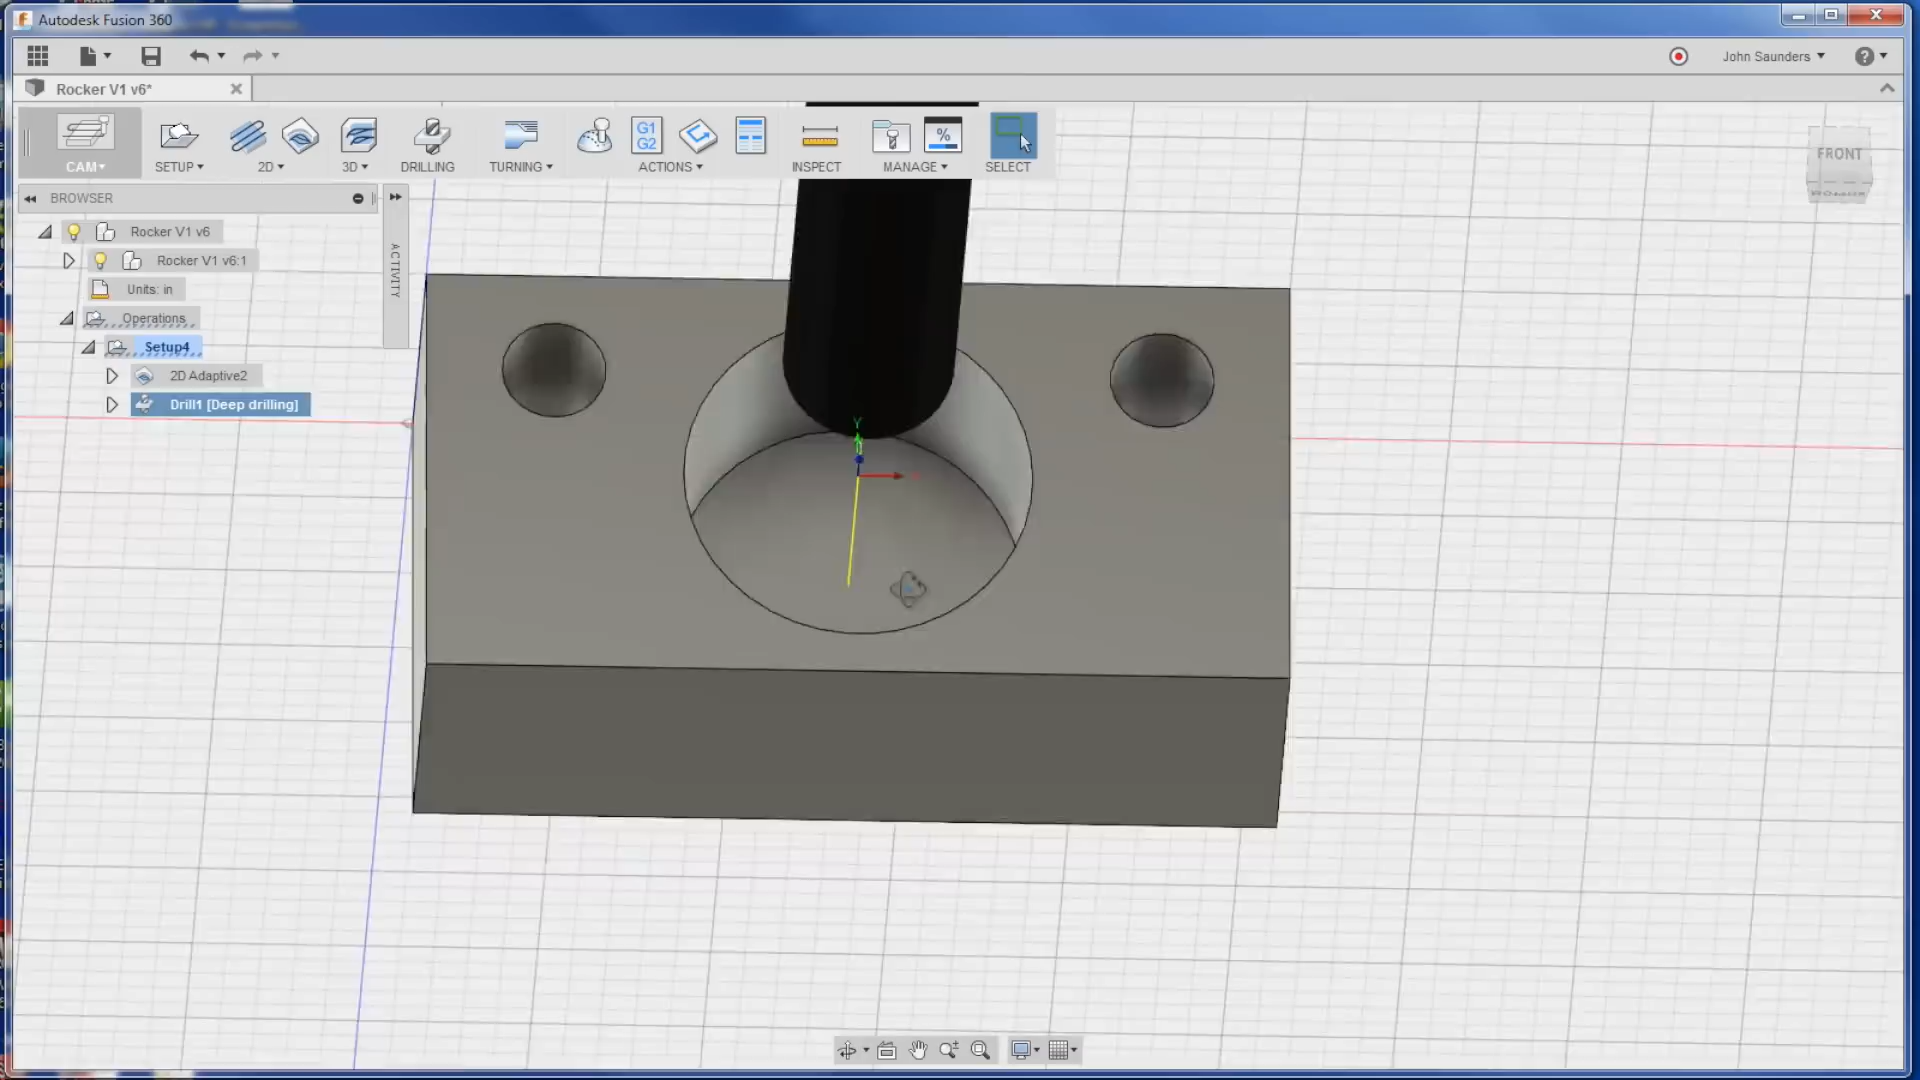 Autodesk Fusion 360
John Saunders
Rocker V1 v6*
CAM
SETUP
2D
3D
DRILLING
TURNING
G1
G2
ACTIONS
INSPECT
%
MANAGE
SELECT
FRONT
BROWSER
ACTIVITY
Rocker V1 v6
Rocker V1 v6:1
Units: in
Operations
Setup4
2D Adaptive2
Drill1 [Deep drilling]
Y